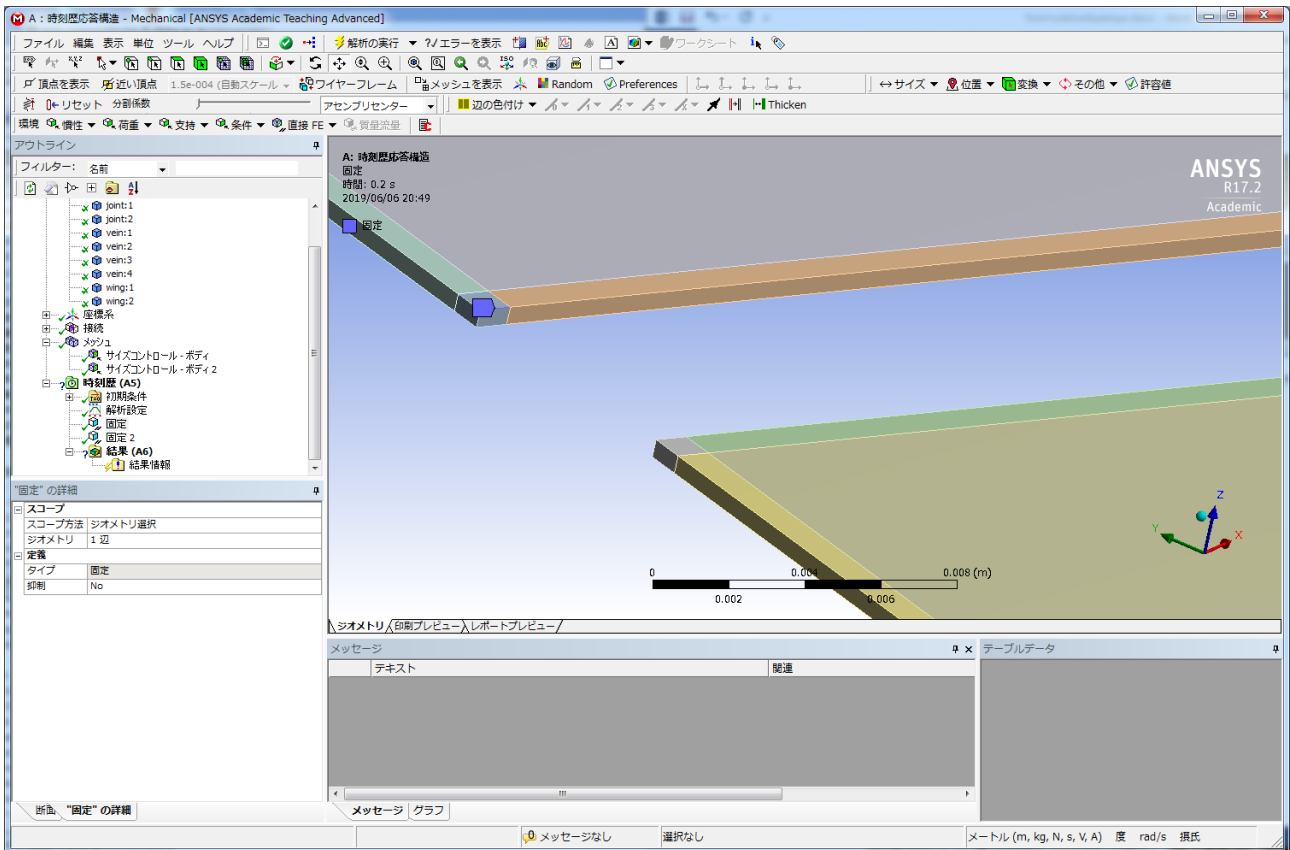 A : 時刻歴応答構造 - Mechanical [ANSYS Academic Teaching Advanced]
ファイル 編集 表示 単位 ツール ヘルプ 解析の実行 ?/エラーを表示 ワークシート
頂点を表示 近い頂点 1.5e-004 (自動スケール ワイヤーフレーム メッシュを表示 Random Preferences サイズ 位置 変換 その他 許容値
リセット 分割係数 アセンブリセンター 辺の色付け Thicken
環境 慣性 荷重 支持 条件 直接 FE 質量流量
アウトライン
フィルター: 名前
joint:1
joint:2
vein:1
vein:2
vein:3
vein:4
wing:1
wing:2
座標系
接続
メッシュ
サイズコントロール - ボディ
サイズコントロール - ボディ 2
時刻歴 (A5)
初期条件
解析設定
固定
固定 2
結果 (A6)
結果情報
"固定" の詳細
スコープ
スコープ方法 ジオメトリ選択
ジオメトリ 1 辺
定義
タイプ 固定
抑制 No
断面 "固定" の詳細
A: 時刻歴応答構造
固定
時間: 0.2 s
2019/06/06 20:49
固定
ANSYS
R17.2
Academic
Z
Y
X
0 0.004 0.008 (m)
0.002 0.006
ジオメトリ 印刷プレビュー レポートプレビュー
メッセージ
テキスト 関連
メッセージ グラフ
テーブルデータ
0 メッセージなし 選択なし メートル (m, kg, N, s, V, A) 度 rad/s 摂氏